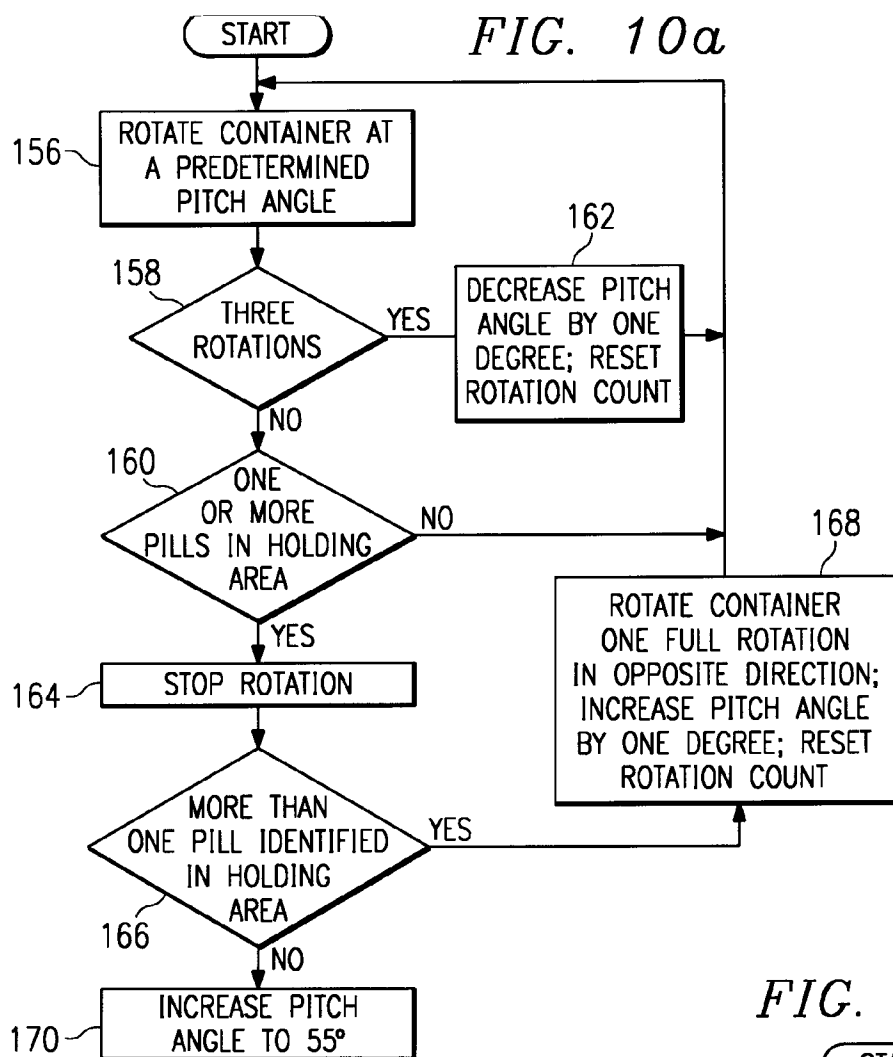 START
FIG. 10a
156
ROTATE CONTAINER AT
A PREDETERMINED
PITCH ANGLE
158
THREE
ROTATIONS
YES
162
DECREASE PITCH
ANGLE BY ONE
DEGREE; RESET
ROTATION COUNT
NO
160
ONE
OR MORE
PILLS IN HOLDING
AREA
NO
168
ROTATE CONTAINER
ONE FULL ROTATION
IN OPPOSITE DIRECTION;
INCREASE PITCH ANGLE
BY ONE DEGREE; RESET
ROTATION COUNT
YES
164
STOP ROTATION
MORE THAN
ONE PILL IDENTIFIED
IN HOLDING
AREA
YES
166
NO
170
INCREASE PITCH
ANGLE TO 55°
FIG.